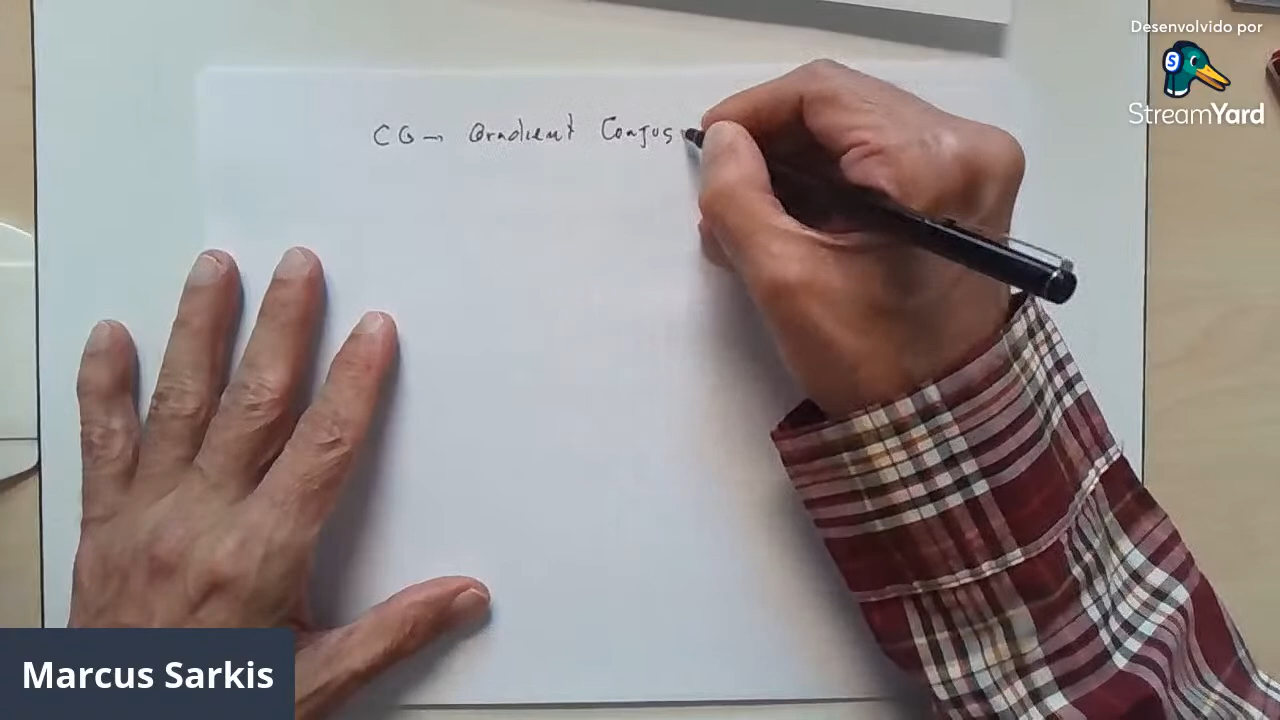 Desenvolvido por
StreamYard
CG → Gradient Conjug
Marcus Sarkis